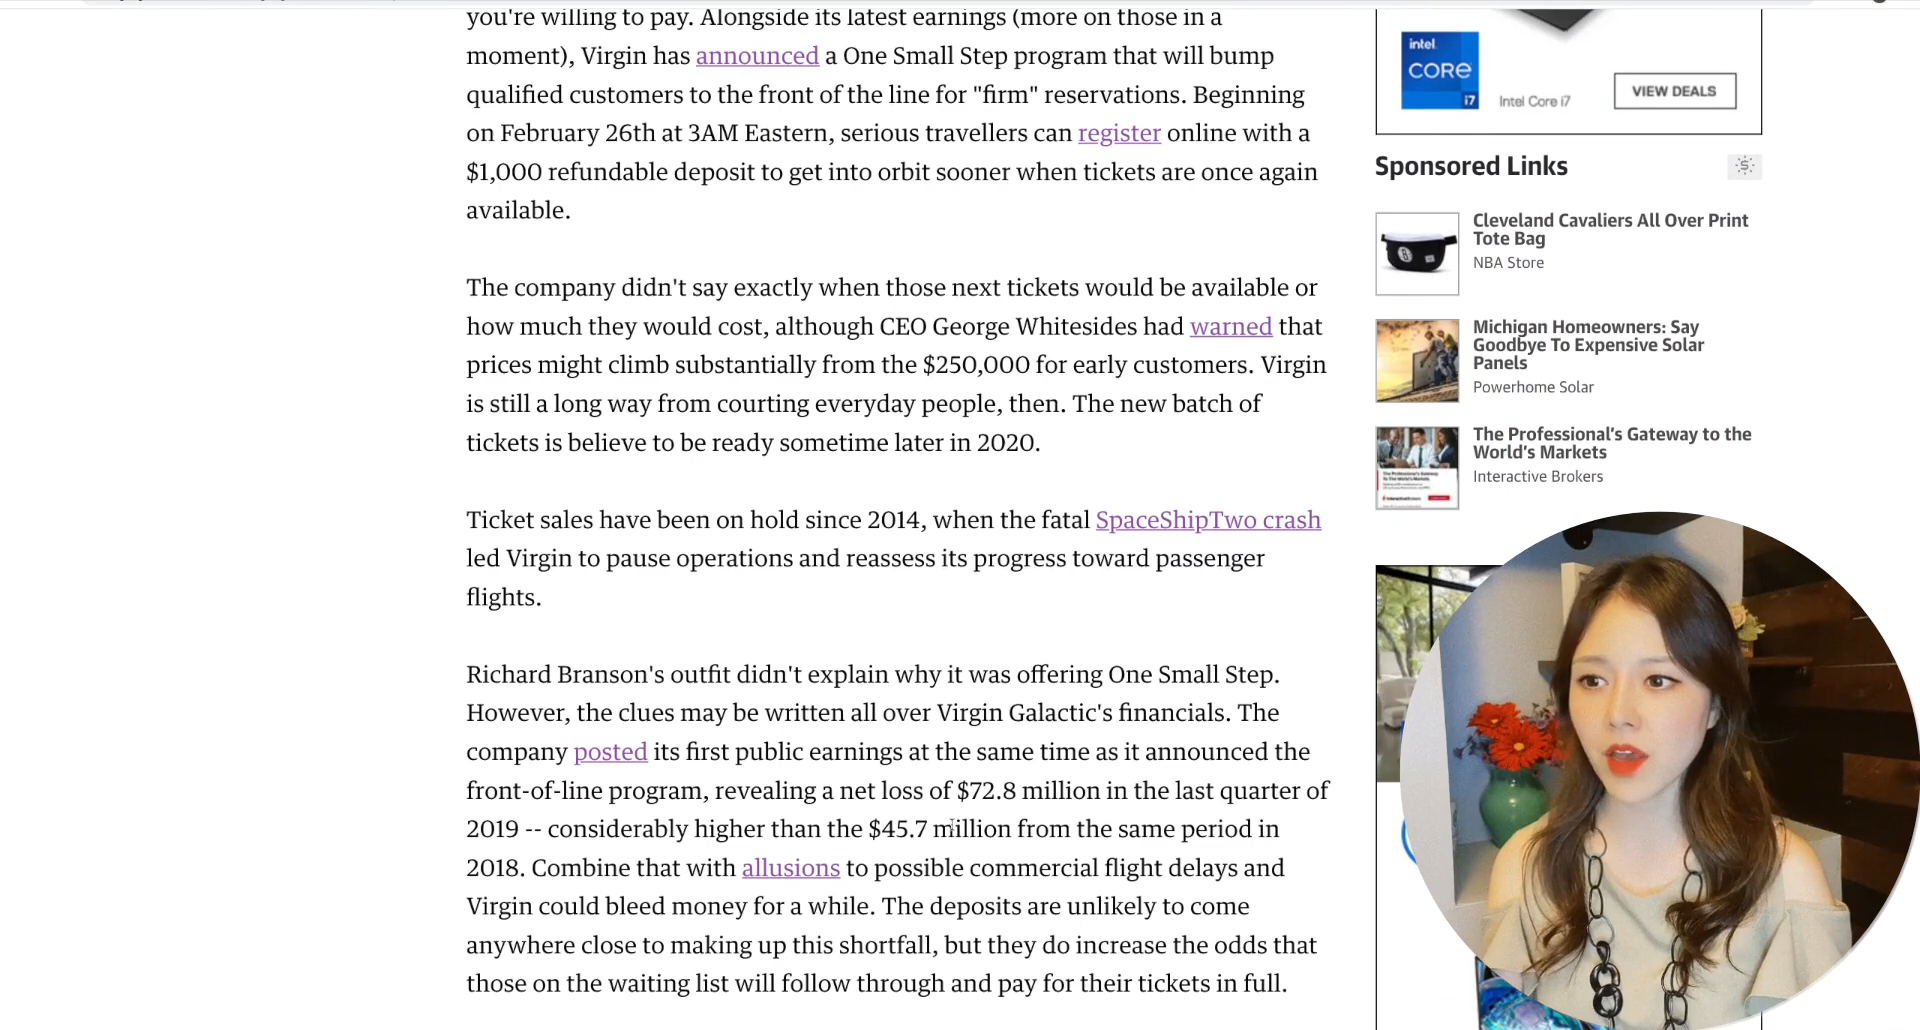 you're willing to pay. Alongside its latest earnings (more on those in a
moment), Virgin has announced a One Small Step program that will bump
qualified customers to the front of the line for "firm" reservations. Beginning
on February 26th at 3AM Eastern, serious travellers can register online with a
$1,000 refundable deposit to get into orbit sooner when tickets are once again
available.
The company didn't say exactly when those next tickets would be available or
how much they would cost, although CEO George Whitesides had warned that
prices might climb substantially from the $250,000 for early customers. Virgin
is still a long way from courting everyday people, then. The new batch of
tickets is believe to be ready sometime later in 2020.
Ticket sales have been on hold since 2014, when the fatal SpaceShipTwo crash
led Virgin to pause operations and reassess its progress toward passenger
flights.
Richard Branson's outfit didn't explain why it was offering One Small Step.
However, the clues may be written all over Virgin Galactic's financials. The
company posted its first public earnings at the same time as it announced the
front-of-line program, revealing a net loss of $72.8 million in the last quarter of
2019 -- considerably higher than the $45.7 million from the same period in
2018. Combine that with allusions to possible commercial flight delays and
Virgin could bleed money for a while. The deposits are unlikely to come
anywhere close to making up this shortfall, but they do increase the odds that
those on the waiting list will follow through and pay for their tickets in full.
intel
CORE
i7
Intel Core i7
VIEW DEALS
Sponsored Links
Cleveland Cavaliers All Over Print
Tote Bag
NBA Store
Michigan Homeowners: Say
Goodbye To Expensive Solar
Panels
Powerhome Solar
The Professional's Gateway to the
World's Markets
Interactive Brokers